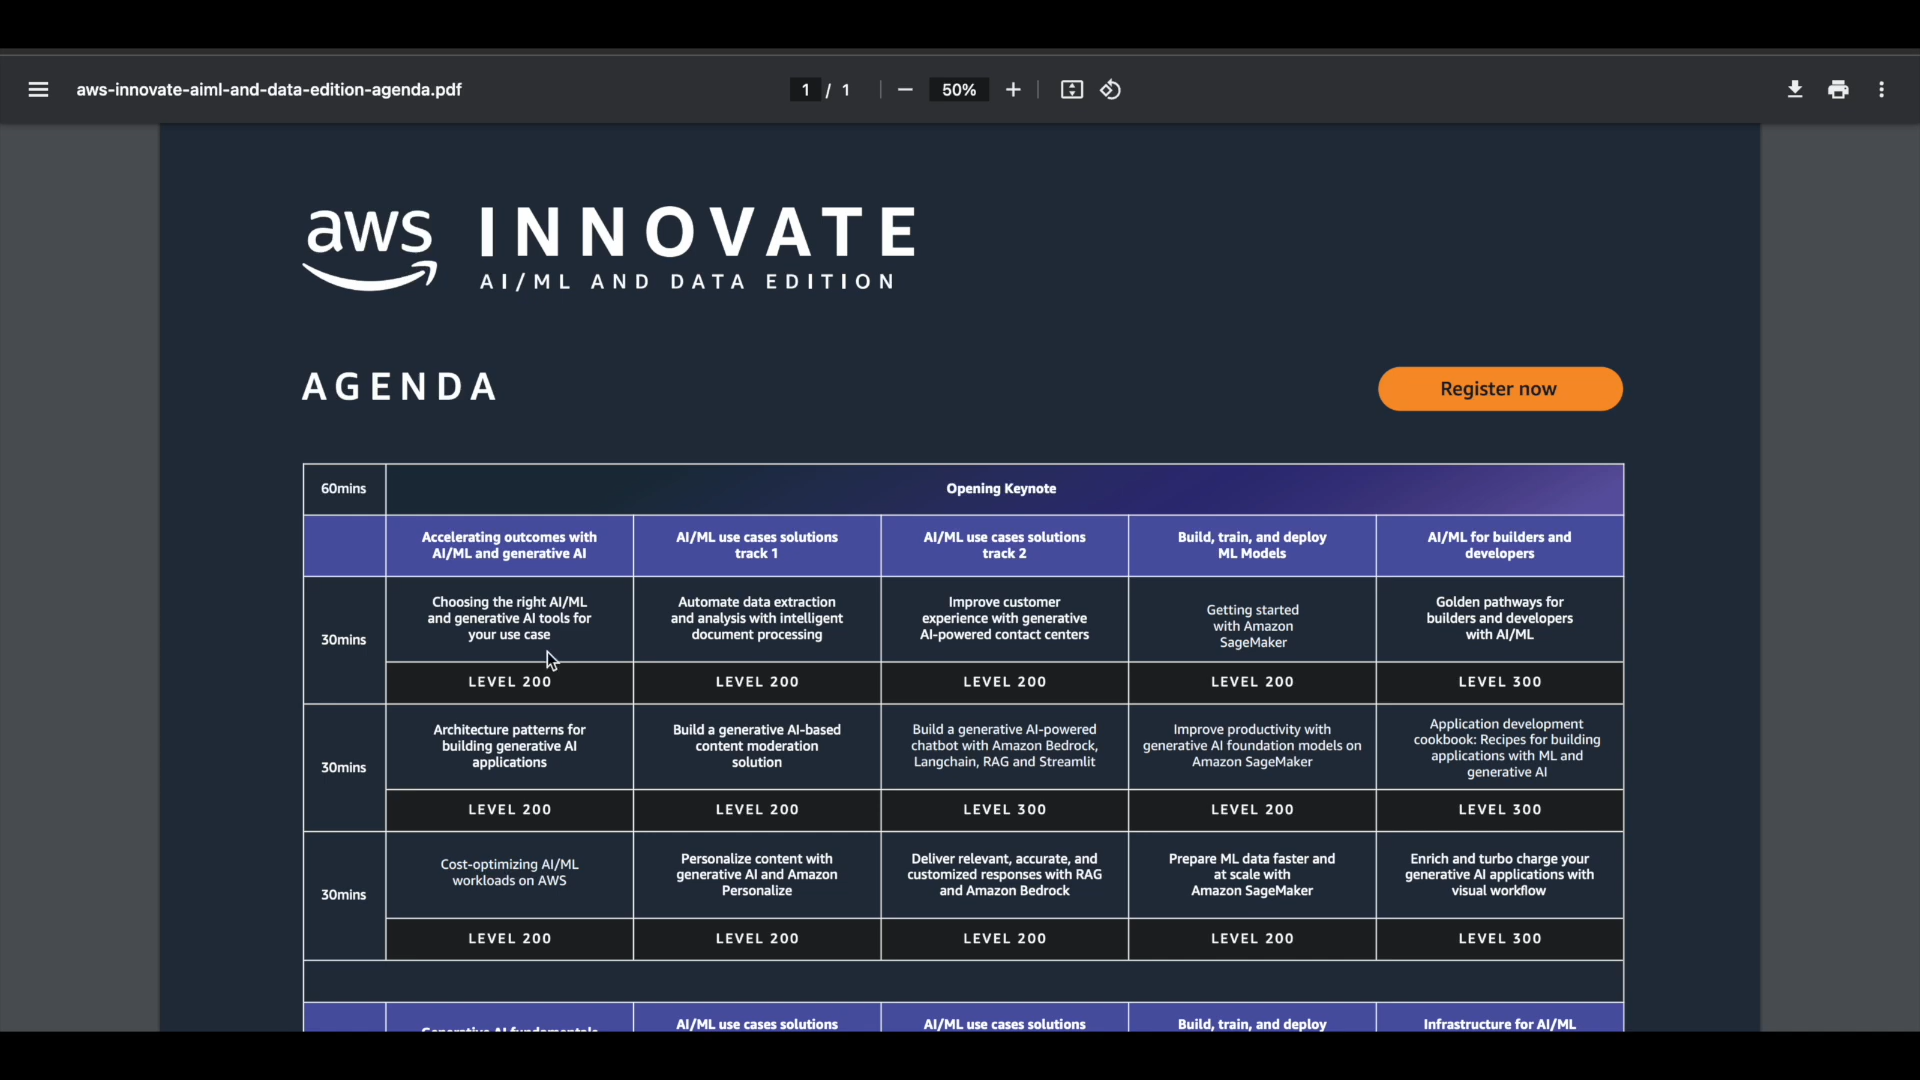 aws-innovate-aiml-and-data-edition-agenda.pdf
1 / 1
50%
aws
INNOVATE
AI/ML AND DATA EDITION
AGENDA
Register now
60mins
Opening Keynote
Accelerating outcomes with
AI/ML and generative AI
AI/ML use cases solutions
track 1
AI/ML use cases solutions
track 2
Build, train, and deploy
ML Models
AI/ML for builders and
developers
30mins
Choosing the right AI/ML
and generative AI tools for
your use case
Automate data extraction
and analysis with intelligent
document processing
Improve customer
experience with generative
AI-powered contact centers
Getting started
with Amazon
SageMaker
Golden pathways for
builders and developers
with AI/ML
LEVEL 200
LEVEL 200
LEVEL 200
LEVEL 200
LEVEL 300
30mins
Architecture patterns for
building generative AI
applications
Build a generative AI-based
content moderation
solution
Build a generative AI-powered
chatbot with Amazon Bedrock,
Langchain, RAG and Streamlit
Improve productivity with
generative AI foundation models on
Amazon SageMaker
Application development
cookbook: Recipes for building
applications with ML and
generative AI
LEVEL 200
LEVEL 200
LEVEL 300
LEVEL 200
LEVEL 300
30mins
Cost-optimizing AI/ML
workloads on AWS
Personalize content with
generative AI and Amazon
Personalize
Deliver relevant, accurate, and
customized responses with RAG
and Amazon Bedrock
Prepare ML data faster and
at scale with
Amazon SageMaker
Enrich and turbo charge your
generative AI applications with
visual workflow
LEVEL 200
LEVEL 200
LEVEL 200
LEVEL 200
LEVEL 300
Generative AI fundamentals
AI/ML use cases solutions
AI/ML use cases solutions
Build, train, and deploy
Infrastructure for AI/ML